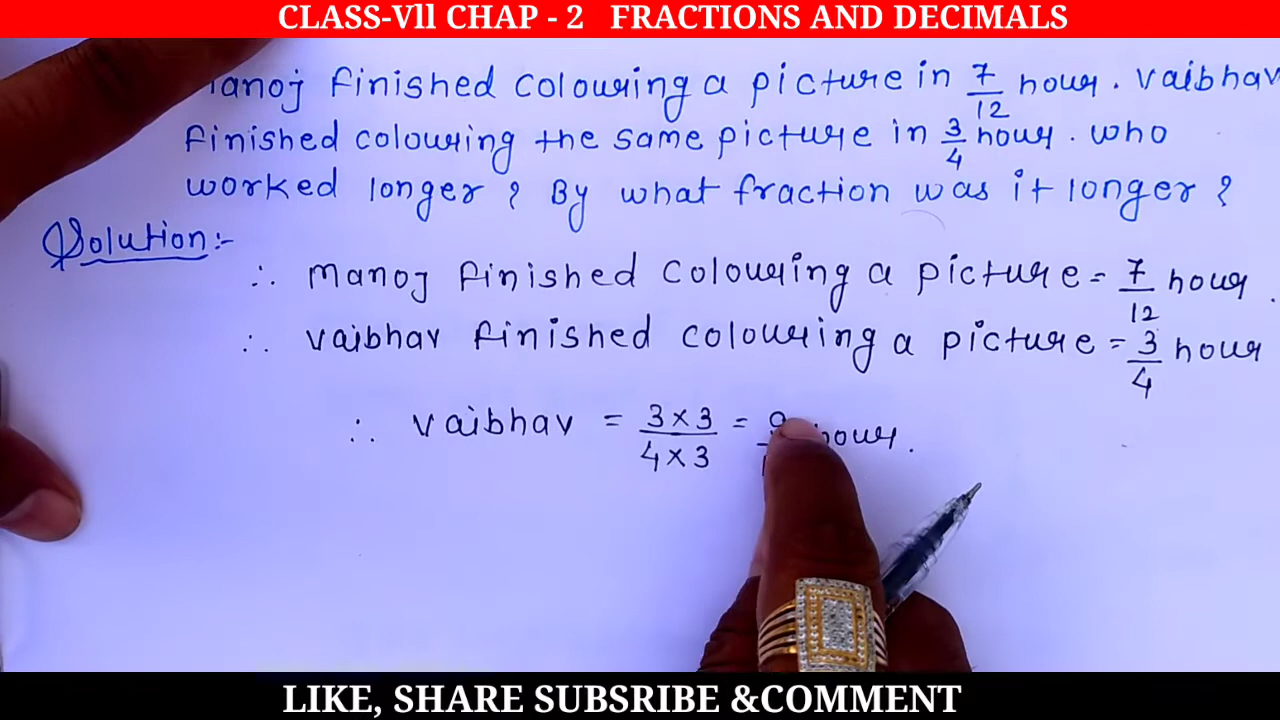 CLASS-Vll CHAP - 2 FRACTIONS AND DECIMALS
finished colouring a picture in 7/12 hour. Vaibhav
finished colouring the same picture in 3/4 hour. who
worked longer? By what fraction was it longer?
Solution:-
∴ Manoj finished colouring a picture = 7/12 hour.
∴ Vaibhav finished colouring a picture = 3/4 hour
∴ Vaibhav = 3×3/4×3 = hour.
LIKE, SHARE SUBSRIBE &COMMENT